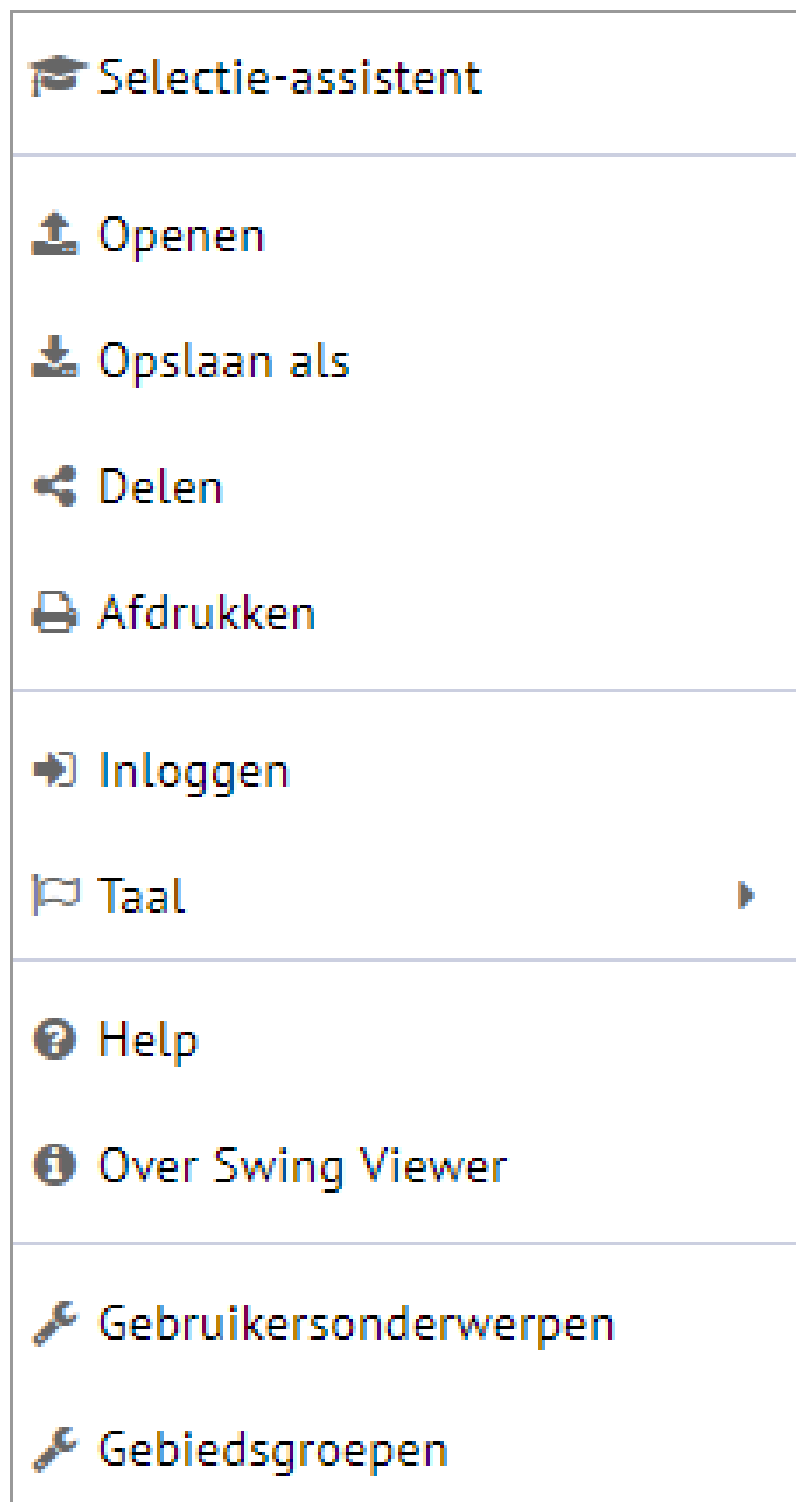 Selectie-assistent
Openen
Opslaan als
Delen
Afdrukken
Inloggen
Taal
Help
Over Swing Viewer
Gebruikersonderwerpen
Gebiedsgroepen